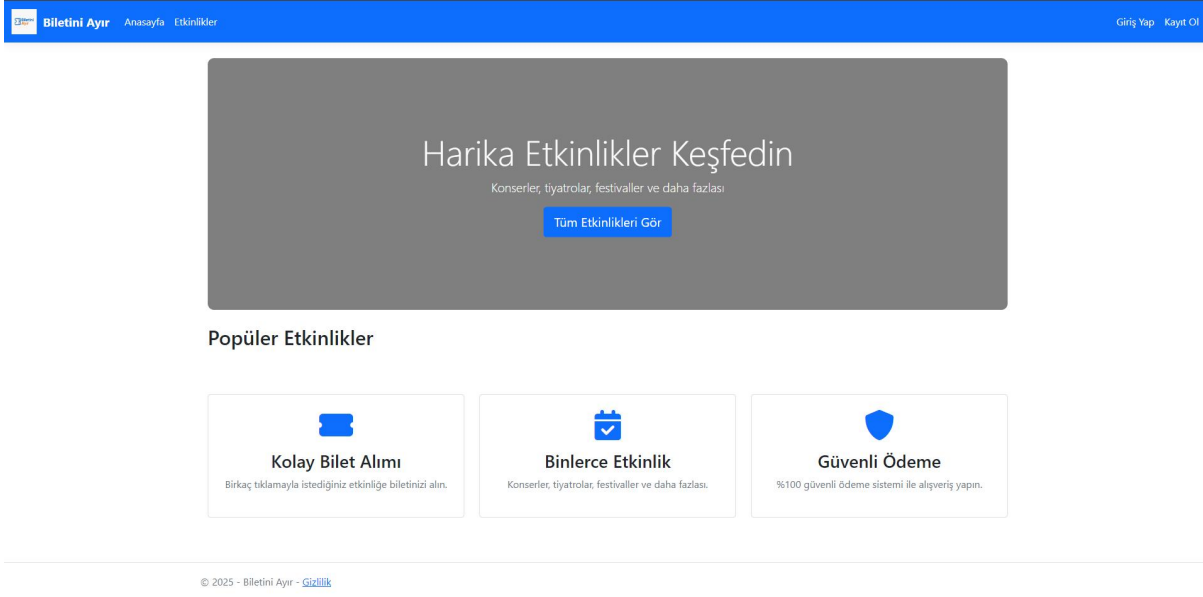 Biletini Ayır Anasayfa Etkinlikler Giriş Yap Kayıt Ol
Harika Etkinlikler Keşfedin
Konserler, tiyatrolar, festivaller ve daha fazlası
Tüm Etkinlikleri Gör
Popüler Etkinlikler
Kolay Bilet Alımı
Birkaç tıklamayla istediğiniz etkinliğe biletinizi alın.
Binlerce Etkinlik
Konserler, tiyatrolar, festivaller ve daha fazlası.
Güvenli Ödeme
%100 güvenli ödeme sistemi ile alışveriş yapın.
© 2025 - Biletini Ayır - Gizlilik